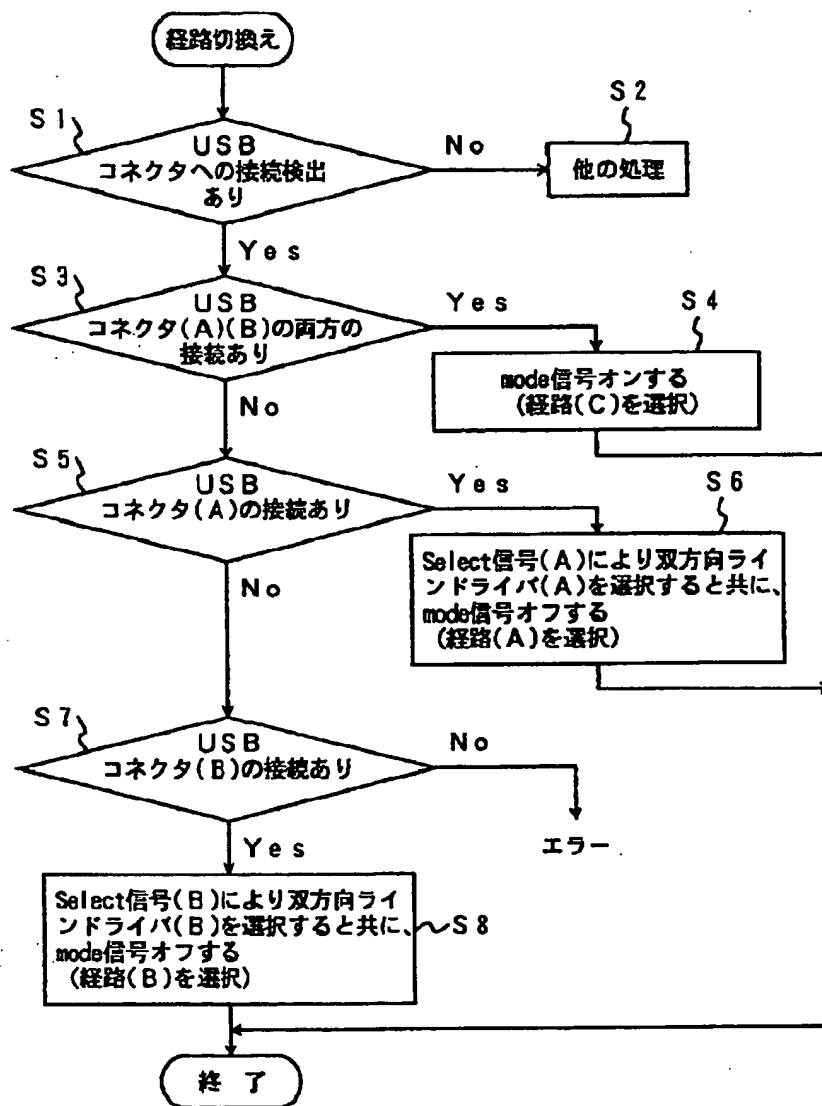 経路切換え
S1
USB
コネクタへの接続検出
あり
No
S2
他の処理
Yes
S3
USB
コネクタ(A)(B)の両方の
接続あり
Yes
S4
mode信号オンする
(経路(C)を選択)
No
S5
USB
コネクタ(A)の接続あり
Yes
S6
Select信号(A)により双方向ライ
ンドライバ(A)を選択すると共に、
mode信号オフする
(経路(A)を選択)
No
S7
USB
コネクタ(B)の接続あり
No
エラー
Yes
Select信号(B)により双方向ライ
ンドライバ(B)を選択すると共に、
mode信号オフする
(経路(B)を選択)
S8
終了